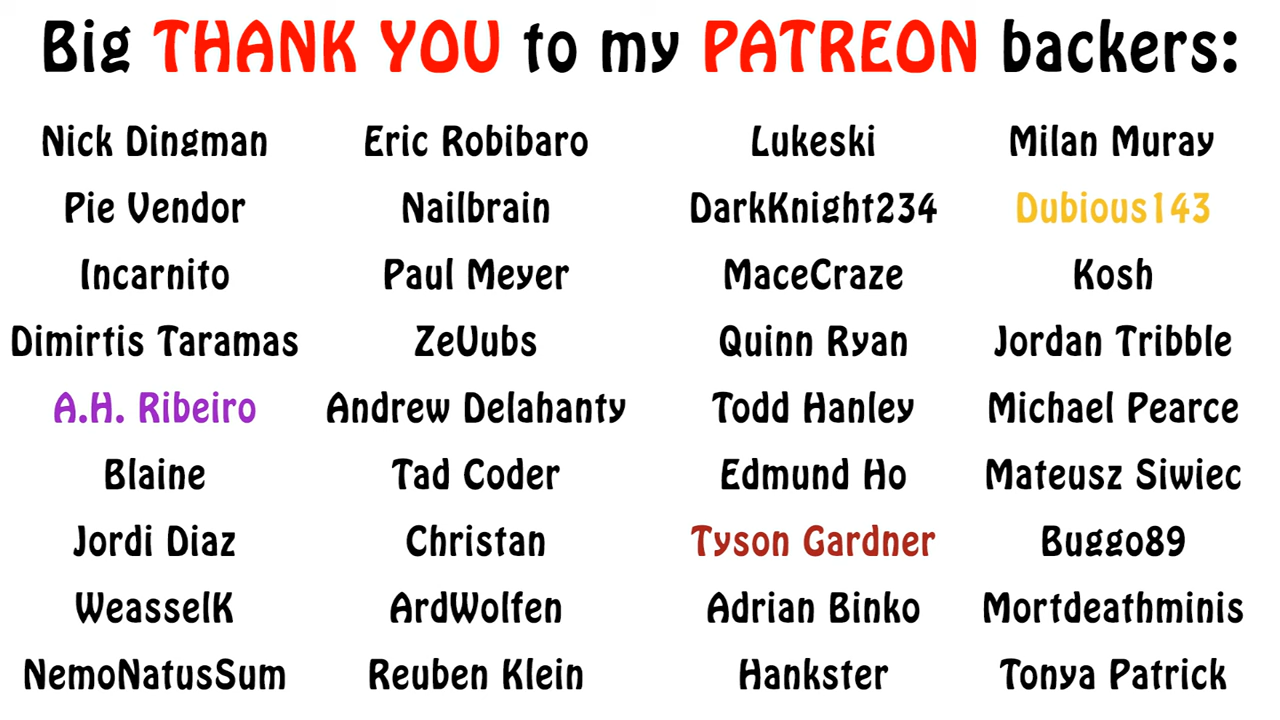 Big THANK YOU to my PATREON backers:
Nick Dingman Eric Robibaro Lukeski Milan Muray
Pie Vendor Nailbrain DarkKnight234 Dubious143
Incarnito Paul Meyer MaceCraze Kosh
Dimirtis Taramas ZeVubs Quinn Ryan Jordan Tribble
A.H. Ribeiro Andrew Delahanty Todd Hanley Michael Pearce
Blaine Tad Coder Edmund Ho Mateusz Siwiec
Jordi Diaz Christan Tyson Gardner Buggo89
WeasselK ArdWolfen Adrian Binko Mortdeathminis
NemoNatusSum Reuben Klein Hankster Tonya Patrick